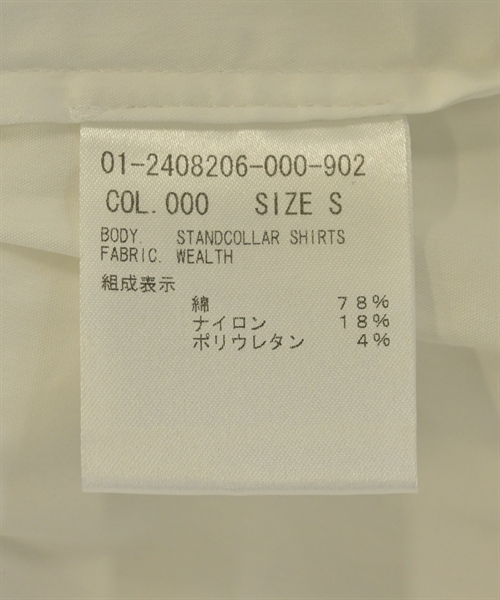 01-2408206-000-902
COL.000 SIZE S
BODY. STANDCOLLAR SHIRTS
FABRIC. WEALTH
組成表示
綿 78%
ナイロン 18%
ポリウレタン 4%